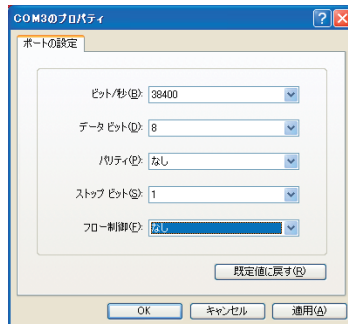 COM3のプロパティ
ポートの設定
ビット/秒(B): 38400
データ ビット(D): 8
パリティ(P): なし
ストップ ビット(S): 1
フロー制御(F): なし
既定値に戻す(R)
OK キャンセル 適用(A)